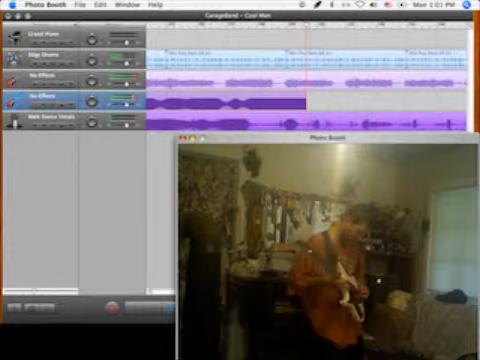 Photo Booth File Edit Window Help
Mon 1:01 PM
GarageBand - Cool Man
Grand Piano
Edgy Drums
No Effects
No Effects
Male Dance Vocals
Photo Booth